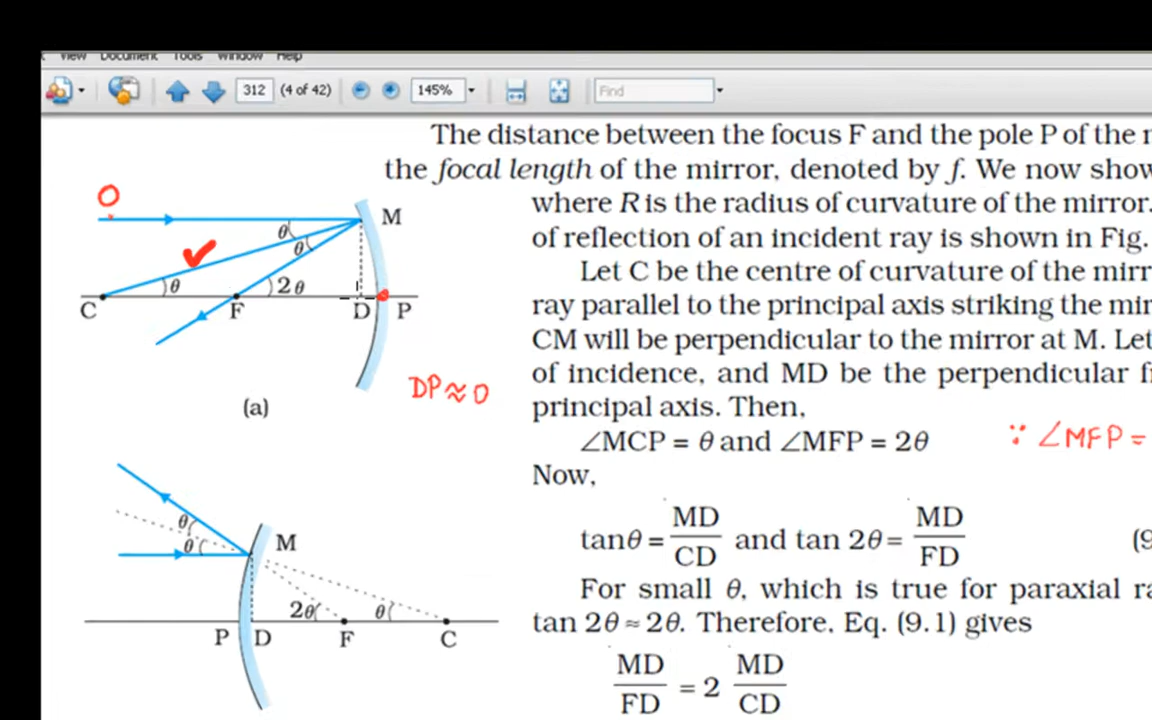 View Document Tools Window Help
312 (4 of 42) 145% Find
The distance between the focus F and the pole P of the
the focal length of the mirror, denoted by f. We now show
where R is the radius of curvature of the mirror.
of reflection of an incident ray is shown in Fig.
Let C be the centre of curvature of the
ray parallel to the principal axis striking the
CM will be perpendicular to the mirror at M. Let
of incidence, and MD be the perpendicular
principal axis. Then,
∠MCP = θ and ∠MFP = 2θ
∵ ∠MFP =
Now,
tanθ = MD/CD and tan 2θ = MD/FD (9
For small θ, which is true for paraxial
tan 2θ ≈ 2θ. Therefore, Eq. (9.1) gives
MD/FD = 2 MD/CD
O
M
θ
θ
θ
2θ
C
F
D
P
DP≈0
(a)
θ
θ
M
2θ
θ
P
D
F
C